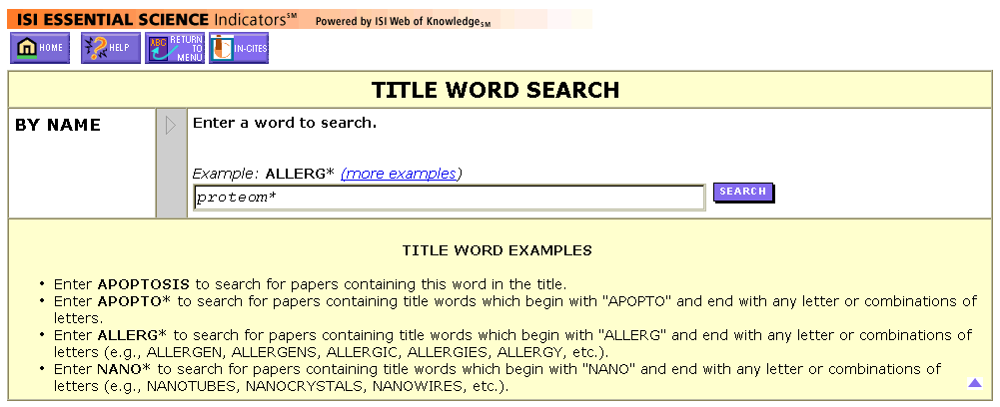 ISI ESSENTIAL SCIENCE Indicators℠ Powered by ISI Web of Knowledge℠
HOME HELP ABC RETURN TO MENU IN-CITES
TITLE WORD SEARCH
BY NAME
Enter a word to search.
Example: ALLERG* (more examples)
proteom* SEARCH
TITLE WORD EXAMPLES
• Enter APOPTOSIS to search for papers containing this word in the title.
• Enter APOPTO* to search for papers containing title words which begin with "APOPTO" and end with any letter or combinations of
letters.
• Enter ALLERG* to search for papers containing title words which begin with "ALLERG" and end with any letter or combinations of
letters (e.g., ALLERGEN, ALLERGENS, ALLERGIC, ALLERGIES, ALLERGY, etc.).
• Enter NANO* to search for papers containing title words which begin with "NANO" and end with any letter or combinations of
letters (e.g., NANOTUBES, NANOCRYSTALS, NANOWIRES, etc.).